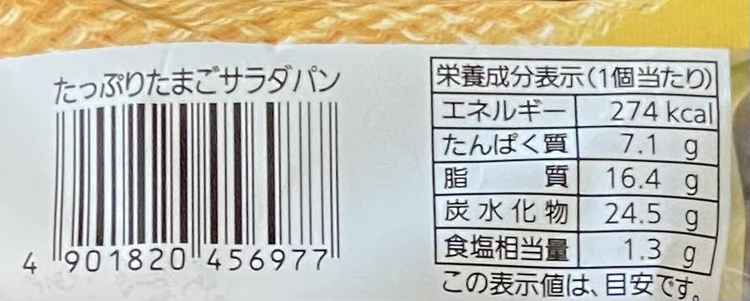 たっぷりたまごサラダパン
4 901820 456977
栄養成分表示(1個当たり)
エネルギー 274 kcal
たんぱく質 7.1 g
脂質 16.4 g
炭水化物 24.5 g
食塩相当量 1.3 g
この表示値は、目安です。